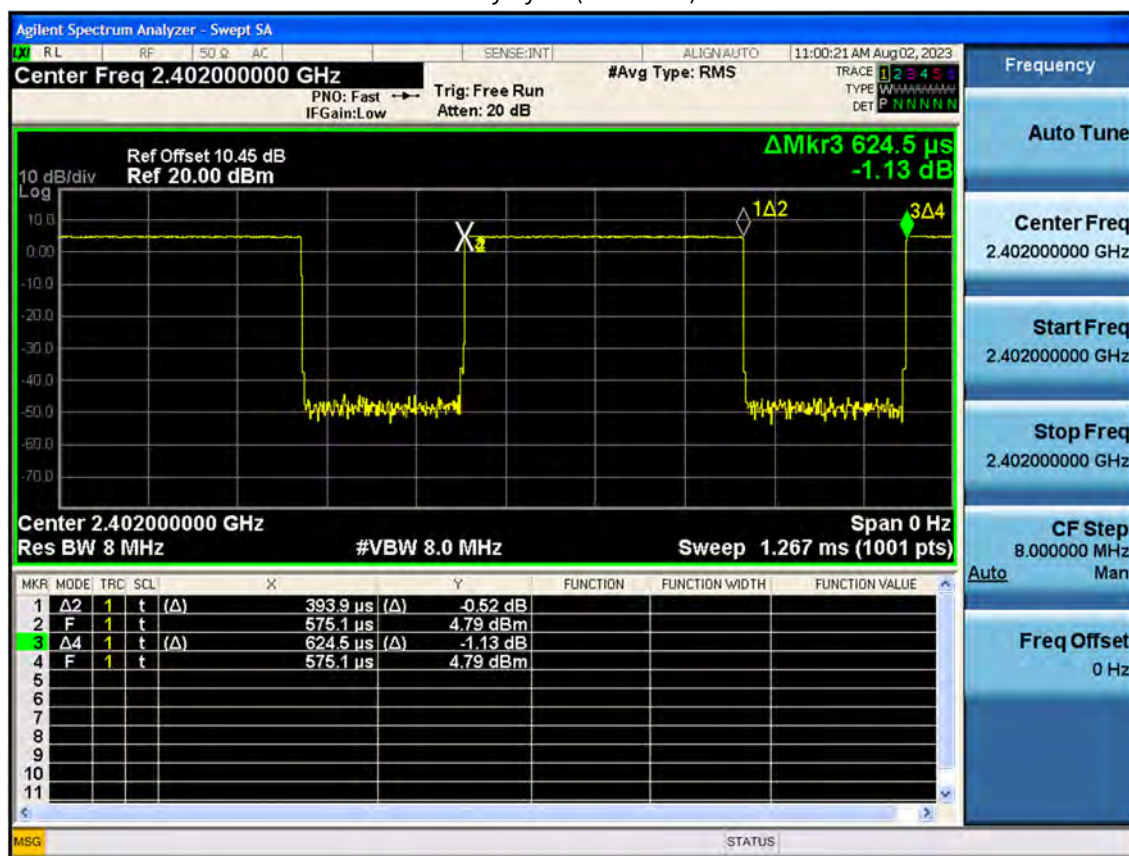 Agilent Spectrum Analyzer - Swept SA
LXI RL RF 50 Ω AC SENSE:INT ALIGN AUTO 11:00:21 AM Aug 02, 2023
Center Freq 2.402000000 GHz
PNO: Fast
IFGain:Low
Trig: Free Run
Atten: 20 dB
#Avg Type: RMS
TRACE 1 2 3 4 5 6
TYPE W
DET P N N N N N
ΔMkr3 624.5 µs
-1.13 dB
Ref Offset 10.45 dB
Ref 20.00 dBm
10 dB/div
Log
10.0
0.00
-10.0
-20.0
-30.0
-40.0
-50.0
-60.0
-70.0
1Δ2
3Δ4
Center 2.402000000 GHz
Span 0 Hz
Res BW 8 MHz
#VBW 8.0 MHz
Sweep 1.267 ms (1001 pts)
MKR MODE TRC SCL X Y FUNCTION FUNCTION WIDTH FUNCTION VALUE
1 Δ2 1 t (Δ) 393.9 µs (Δ) -0.52 dB
2 F 1 t 575.1 µs 4.79 dBm
3 Δ4 1 t (Δ) 624.5 µs (Δ) -1.13 dB
4 F 1 t 575.1 µs 4.79 dBm
5
6
7
8
9
10
11
MSG
STATUS
Frequency
Auto Tune
Center Freq
2.402000000 GHz
Start Freq
2.402000000 GHz
Stop Freq
2.402000000 GHz
CF Step
8.000000 MHz
Auto Man
Freq Offset
0 Hz